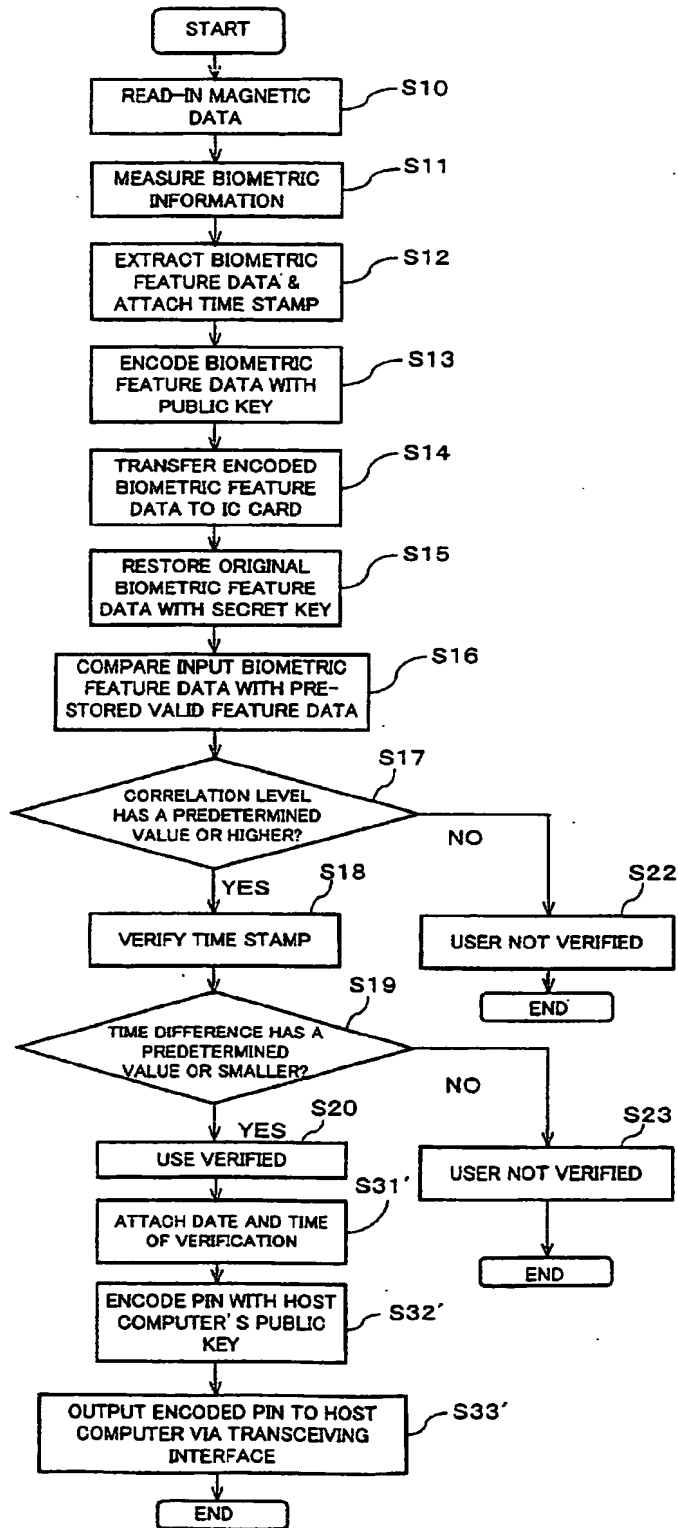 START
READ-IN MAGNETIC
DATA
S10
MEASURE BIOMETRIC
INFORMATION
S11
EXTRACT BIOMETRIC
FEATURE DATA &
ATTACH TIME STAMP
S12
ENCODE BIOMETRIC
FEATURE DATA WITH
PUBLIC KEY
S13
TRANSFER ENCODED
BIOMETRIC FEATURE
DATA TO IC CARD
S14
RESTORE ORIGINAL
BIOMETRIC FEATURE
DATA WITH SECRET KEY
S15
COMPARE INPUT BIOMETRIC
FEATURE DATA WITH PRE-
STORED VALID FEATURE DATA
S16
CORRELATION LEVEL
HAS A PREDETERMINED
VALUE OR HIGHER?
S17
NO
YES
S18
VERIFY TIME STAMP
S22
USER NOT VERIFIED
END
S19
TIME DIFFERENCE HAS A
PREDETERMINED
VALUE OR SMALLER?
NO
YES
S20
USE VERIFIED
S23
USER NOT VERIFIED
END
S31'
ATTACH DATE AND TIME
OF VERIFICATION
ENCODE PIN WITH HOST
COMPUTER'S PUBLIC
KEY
S32'
OUTPUT ENCODED PIN TO HOST
COMPUTER VIA TRANSCEIVING
INTERFACE
S33'
END